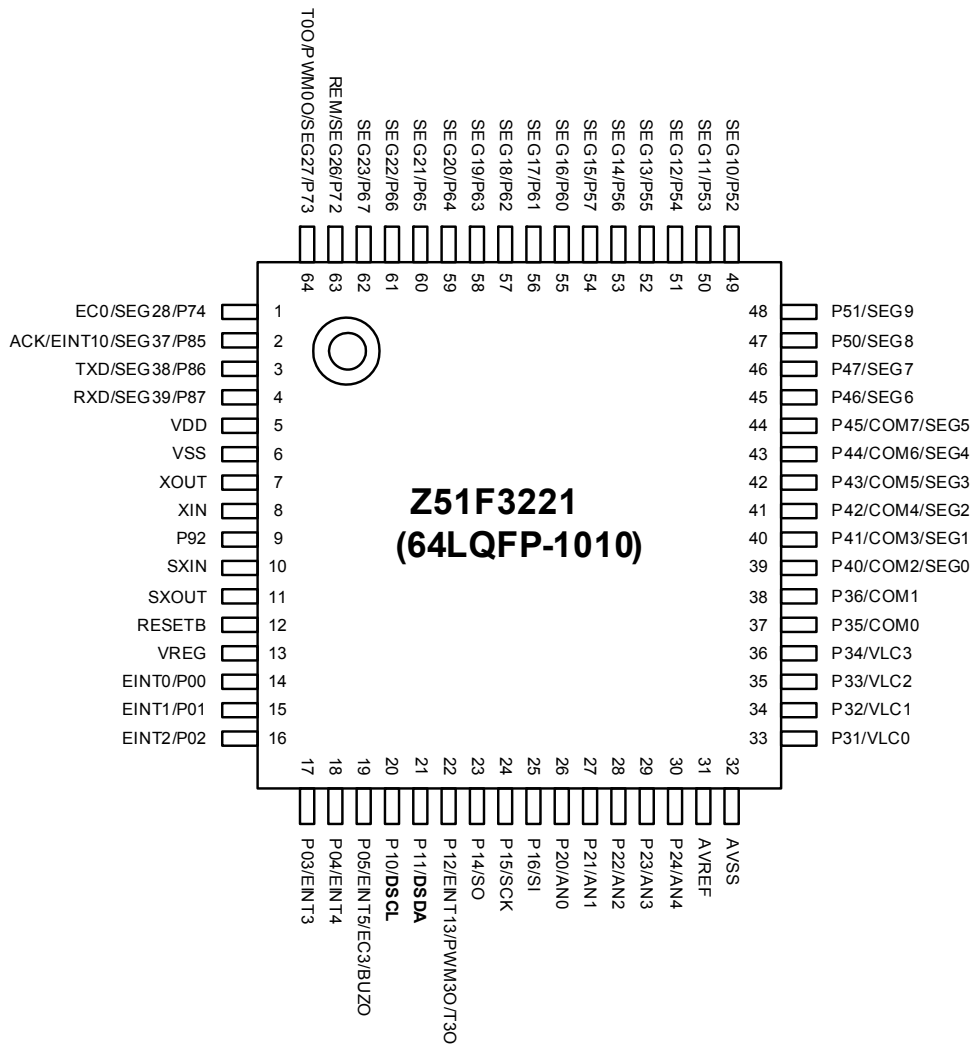 T0O/PWM0O/SEG27/P73
REM/SEG26/P72
SEG23/P67
SEG22/P66
SEG21/P65
SEG20/P64
SEG19/P63
SEG18/P62
SEG17/P61
SEG16/P60
SEG15/P57
SEG14/P56
SEG13/P55
SEG12/P54
SEG11/P53
SEG10/P52
64
63
62
61
60
59
58
57
56
55
54
53
52
51
50
49
EC0/SEG28/P74 1
ACK/EINT10/SEG37/P85 2
TXD/SEG38/P86 3
RXD/SEG39/P87 4
VDD 5
VSS 6
XOUT 7
XIN 8
P92 9
SXIN 10
SXOUT 11
RESETB 12
VREG 13
EINT0/P00 14
EINT1/P01 15
EINT2/P02 16
Z51F3221
(64LQFP-1010)
48 P51/SEG9
47 P50/SEG8
46 P47/SEG7
45 P46/SEG6
44 P45/COM7/SEG5
43 P44/COM6/SEG4
42 P43/COM5/SEG3
41 P42/COM4/SEG2
40 P41/COM3/SEG1
39 P40/COM2/SEG0
38 P36/COM1
37 P35/COM0
36 P34/VLC3
35 P33/VLC2
34 P32/VLC1
33 P31/VLC0
17
18
19
20
21
22
23
24
25
26
27
28
29
30
31
32
P03/EINT3
P04/EINT4
P05/EINT5/EC3/BUZO
P10/DSCL
P11/DSDA
P12/EINT13/PWM3O/T3O
P14/SO
P15/SCK
P16/SI
P20/AN0
P21/AN1
P22/AN2
P23/AN3
P24/AN4
AVREF
AVSS